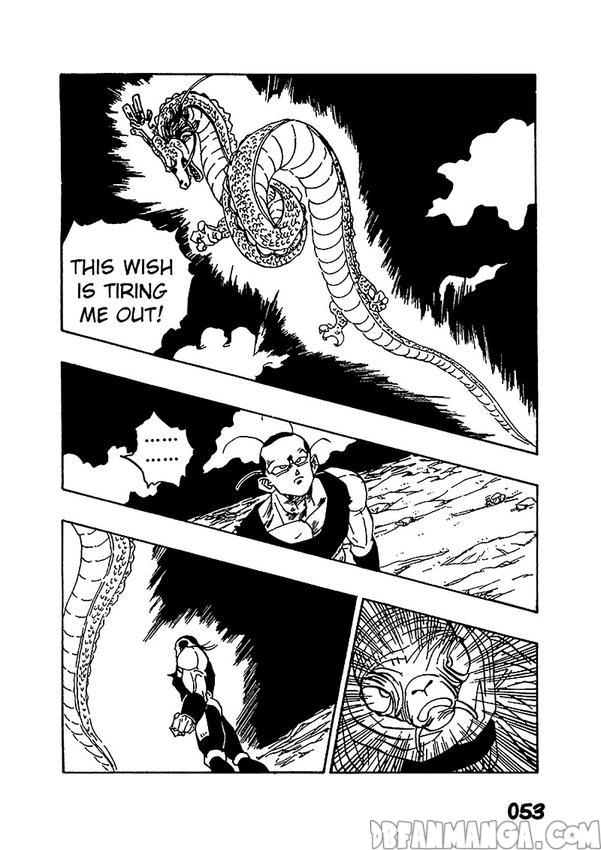 THIS WISH
IS TIRING
ME OUT!
......
......
053
DBFANMANGA.COM